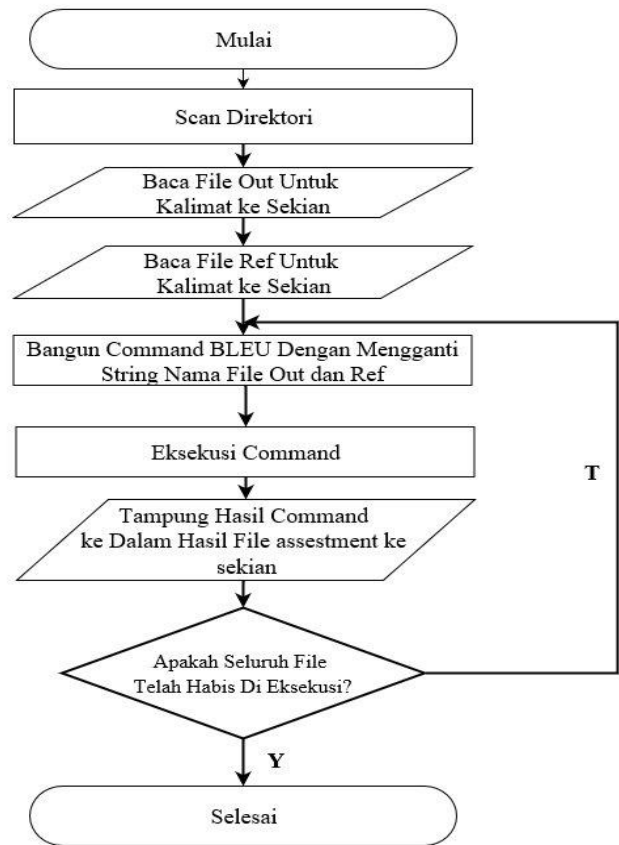 Mulai
Scan Direktori
Baca File Out Untuk
Kalimat ke Sekian
Baca File Ref Untuk
Kalimat ke Sekian
Bangun Command BLEU Dengan Mengganti
String Nama File Out dan Ref
Eksekusi Command
T
Tampung Hasil Command
ke Dalam Hasil File assestment ke
sekian
Apakah Seluruh File
Telah Habis Di Eksekusi?
Y
Selesai